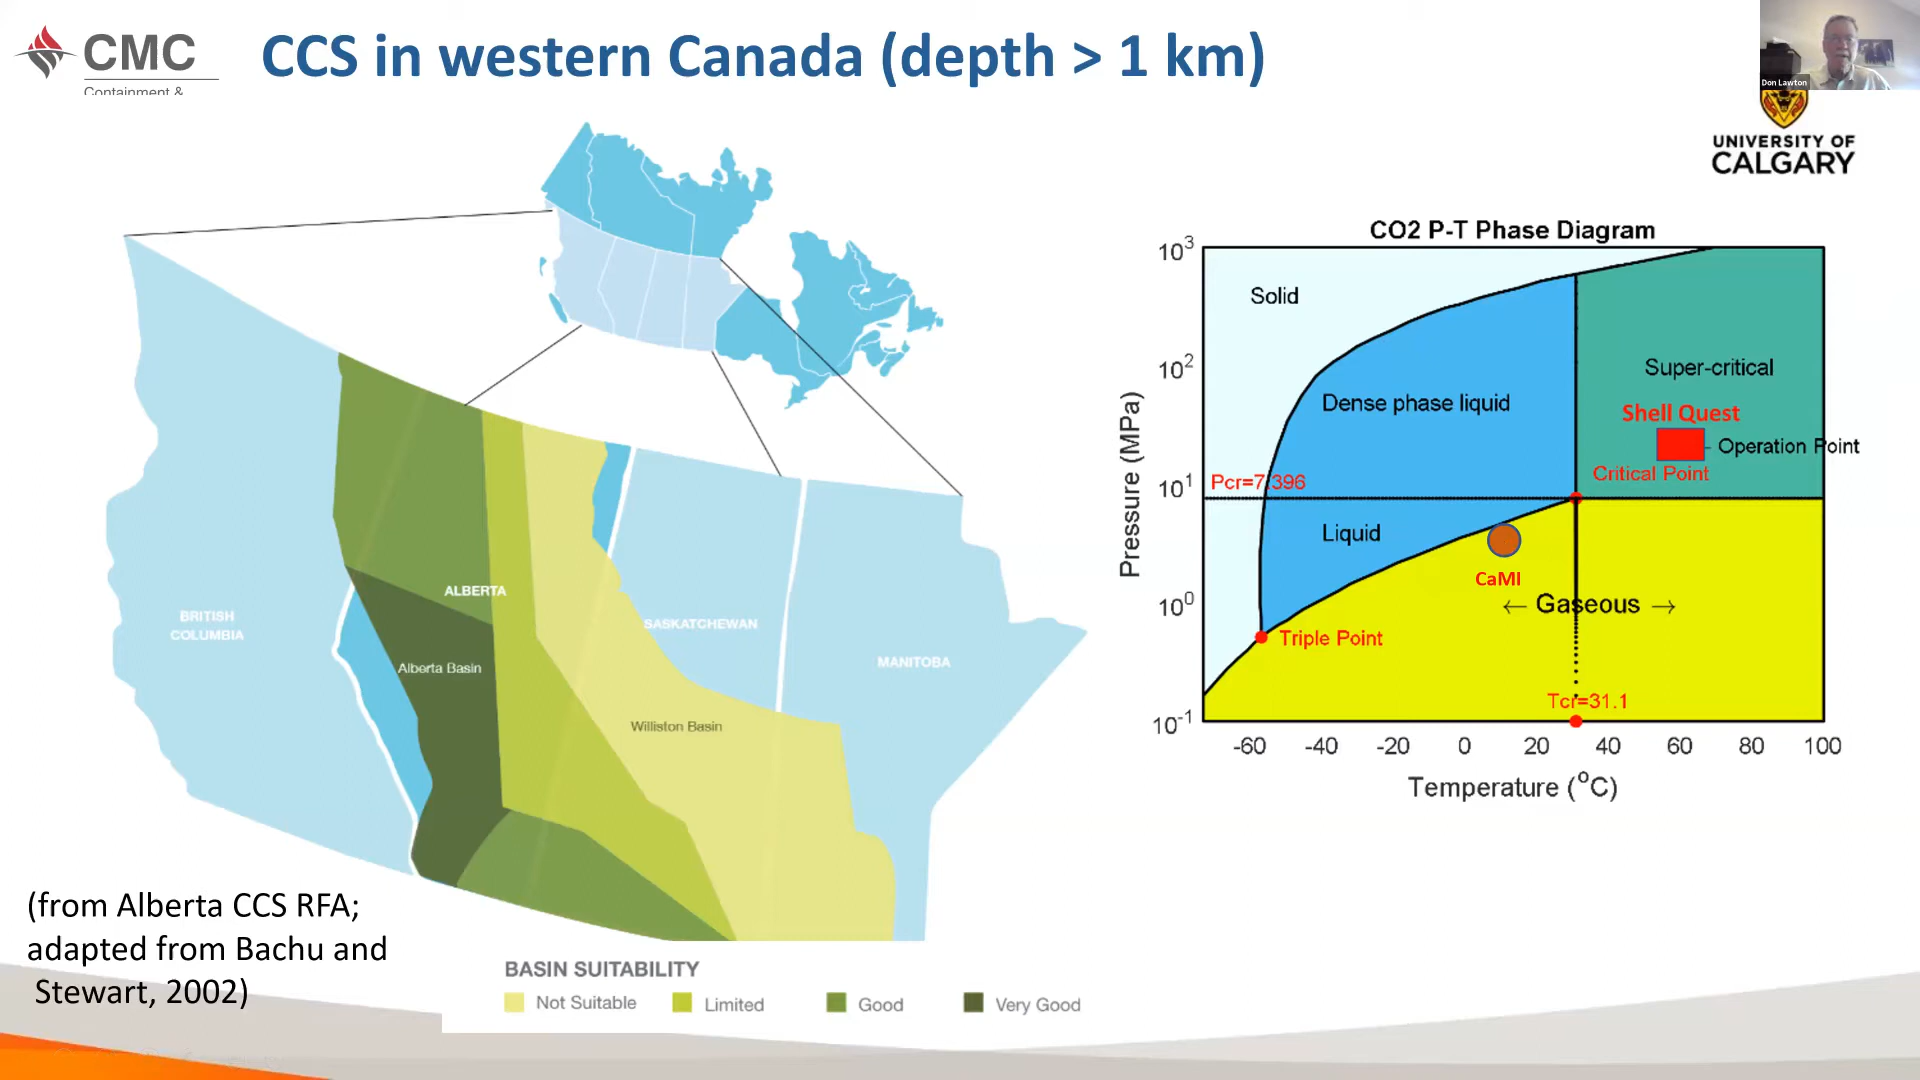 CMC
Containment &
CCS in western Canada (depth > 1 km)
Don Lawton
UNIVERSITY OF
CALGARY
BRITISH
COLUMBIA
ALBERTA
Alberta Basin
SASKATCHEWAN
Williston Basin
MANITOBA
(from Alberta CCS RFA;
adapted from Bachu and
Stewart, 2002)
BASIN SUITABILITY
Not Suitable
Limited
Good
Very Good
CO2 P-T Phase Diagram
10³
10²
10¹
10⁰
10⁻¹
Pressure (MPa)
Solid
Dense phase liquid
Super-critical
Shell Quest
Operation Point
Critical Point
Pcr=7.396
Liquid
CaMI
← Gaseous →
Triple Point
Tcr=31.1
-60 -40 -20 0 20 40 60 80 100
Temperature (°C)